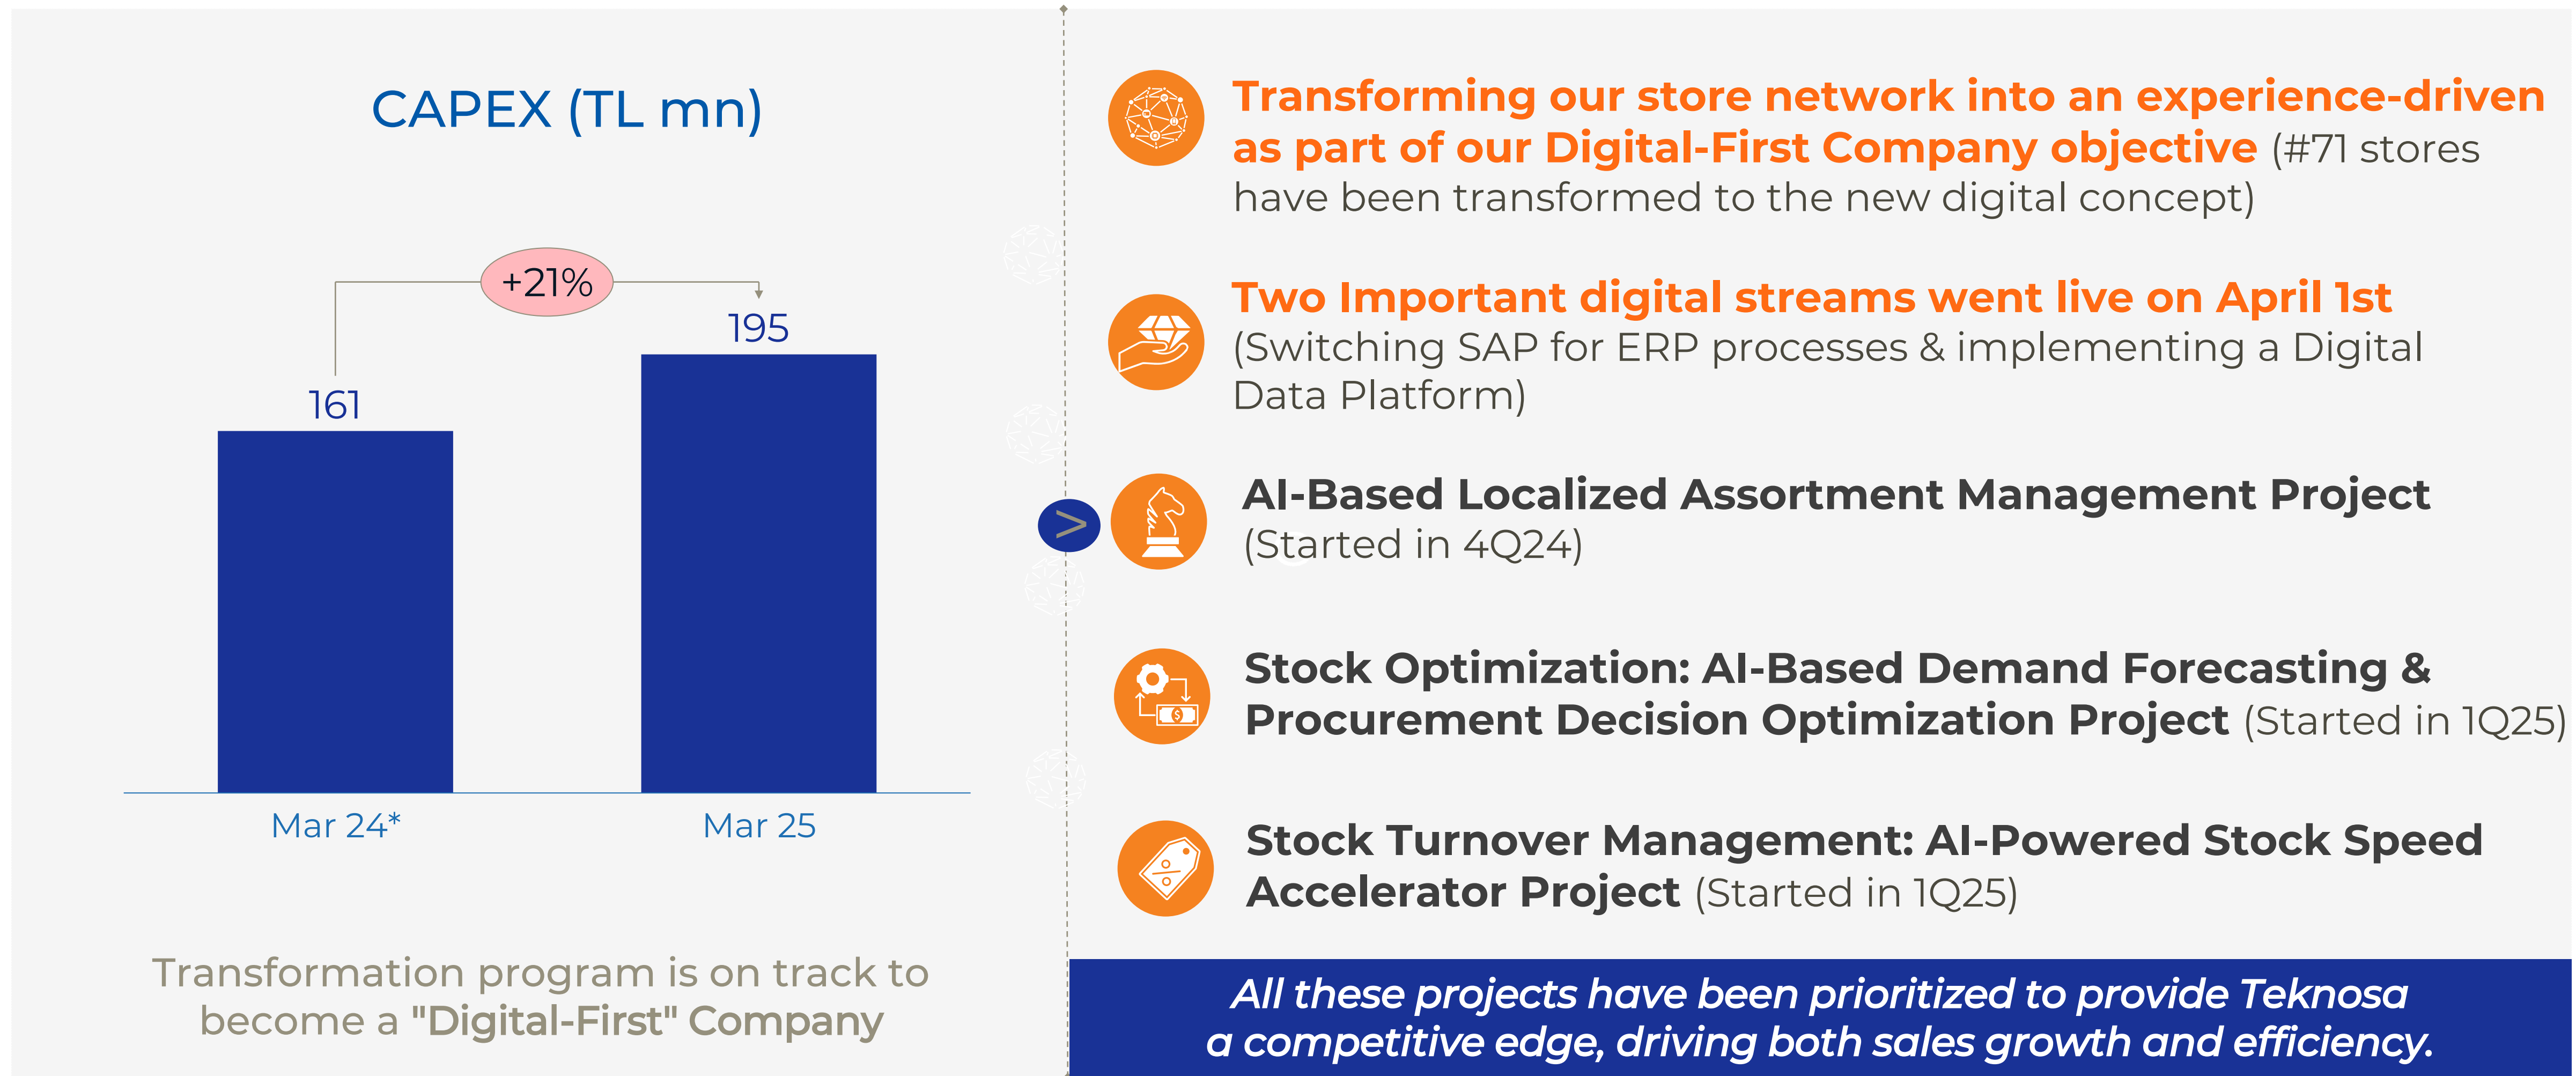 CAPEX (TL mn)
+21%
161
195
Mar 24*
Mar 25
Transformation program is on track to
become a "Digital-First" Company
>
Transforming our store network into an experience-driven
as part of our Digital-First Company objective (#71 stores
have been transformed to the new digital concept)
Two Important digital streams went live on April 1st
(Switching SAP for ERP processes & implementing a Digital
Data Platform)
AI-Based Localized Assortment Management Project
(Started in 4Q24)
Stock Optimization: AI-Based Demand Forecasting &
Procurement Decision Optimization Project (Started in 1Q25)
Stock Turnover Management: AI-Powered Stock Speed
Accelerator Project (Started in 1Q25)
All these projects have been prioritized to provide Teknosa
a competitive edge, driving both sales growth and efficiency.